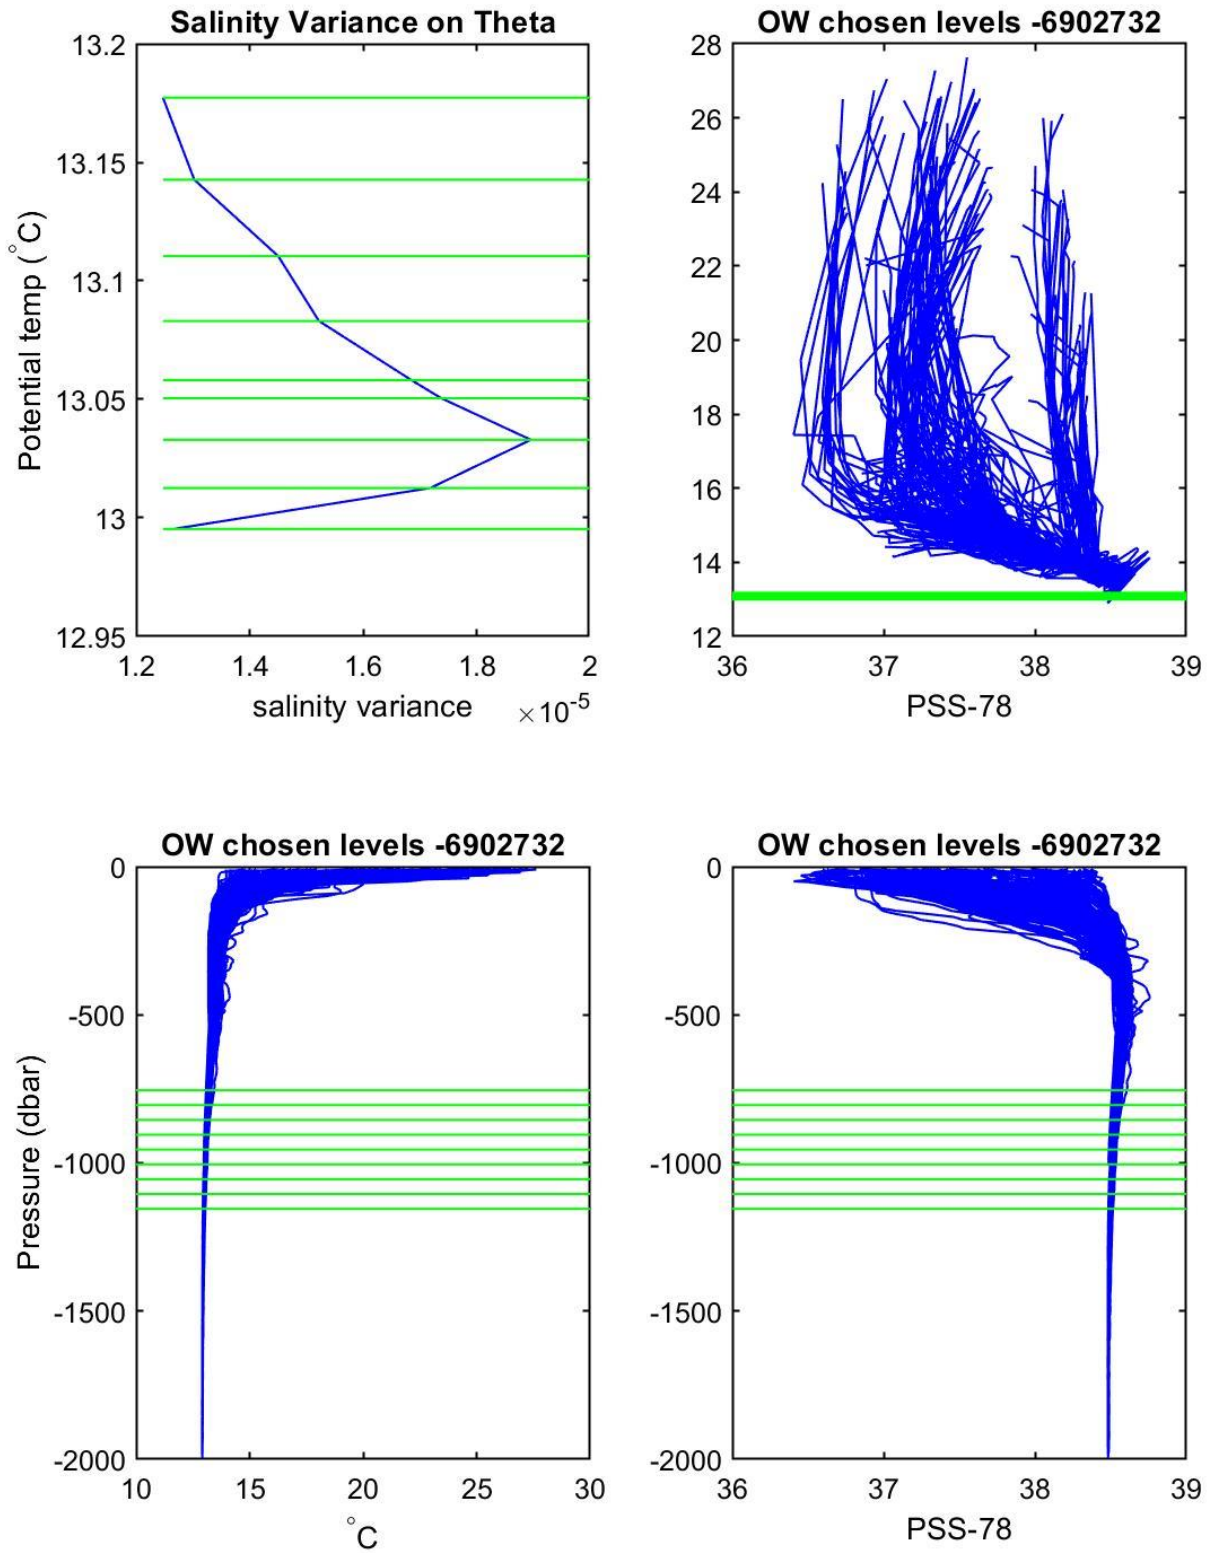 Salinity Variance on Theta
13.2
13.15
13.1
13.05
13
12.95
Potential temp (°C)
1.2 1.4 1.6 1.8 2
salinity variance ×10-5
OW chosen levels -6902732
28
26
24
22
20
18
16
14
12
36 37 38 39
PSS-78
OW chosen levels -6902732
0
-500
-1000
-1500
-2000
Pressure (dbar)
10 15 20 25 30
°C
OW chosen levels -6902732
0
-500
-1000
-1500
-2000
36 37 38 39
PSS-78